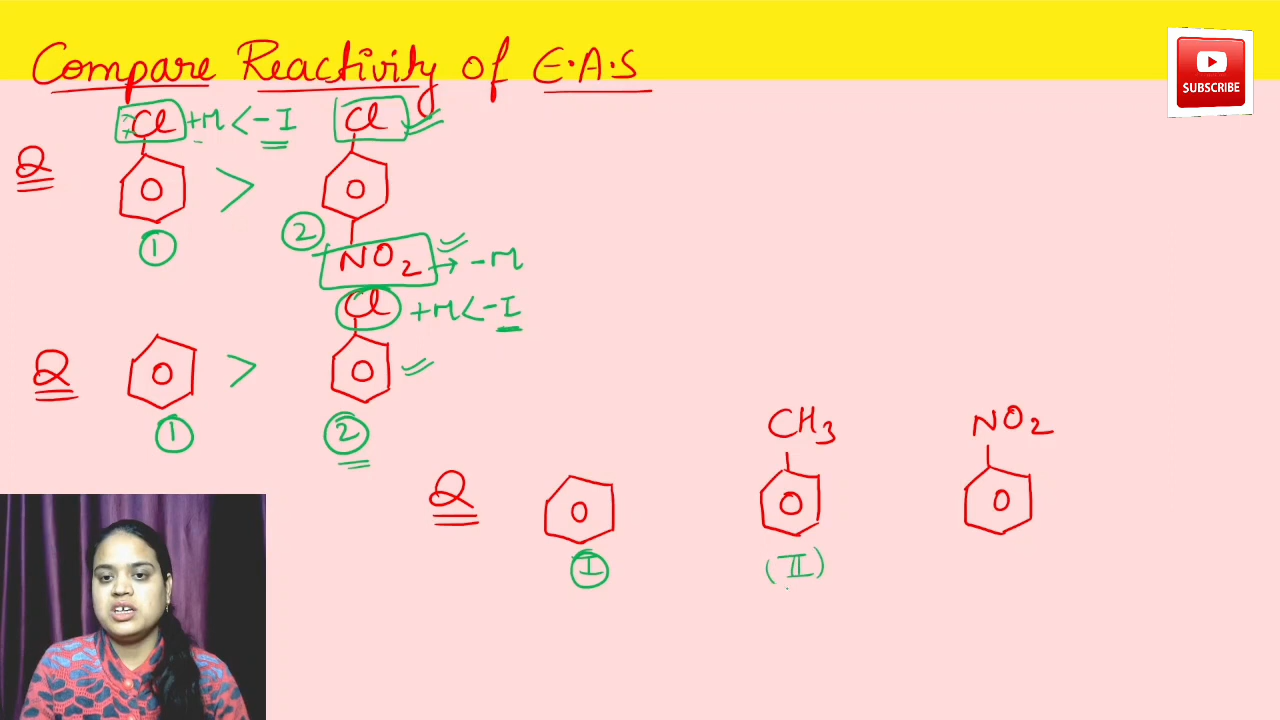 Compare Reactivity of E.A.S
SUBSCRIBE
Cl +M < -I Cl
Q >
1 2
NO2 → -M
Cl +M < -I
Q >
1 2
CH3 NO2
Q
I (II)